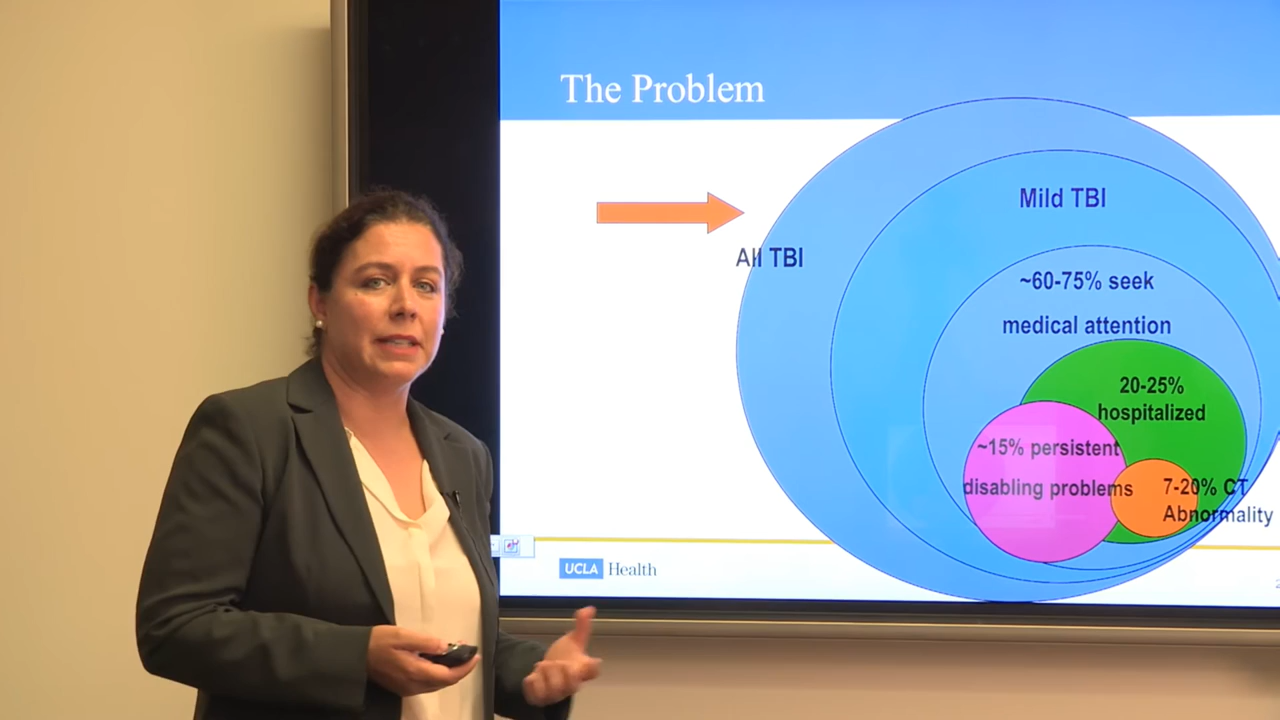 The Problem
Mild TBI
All TBI
~60-75% seek
medical attention
20-25%
hospitalized
~15% persistent
disabling problems
7-20% CT
Abnormality
UCLA Health